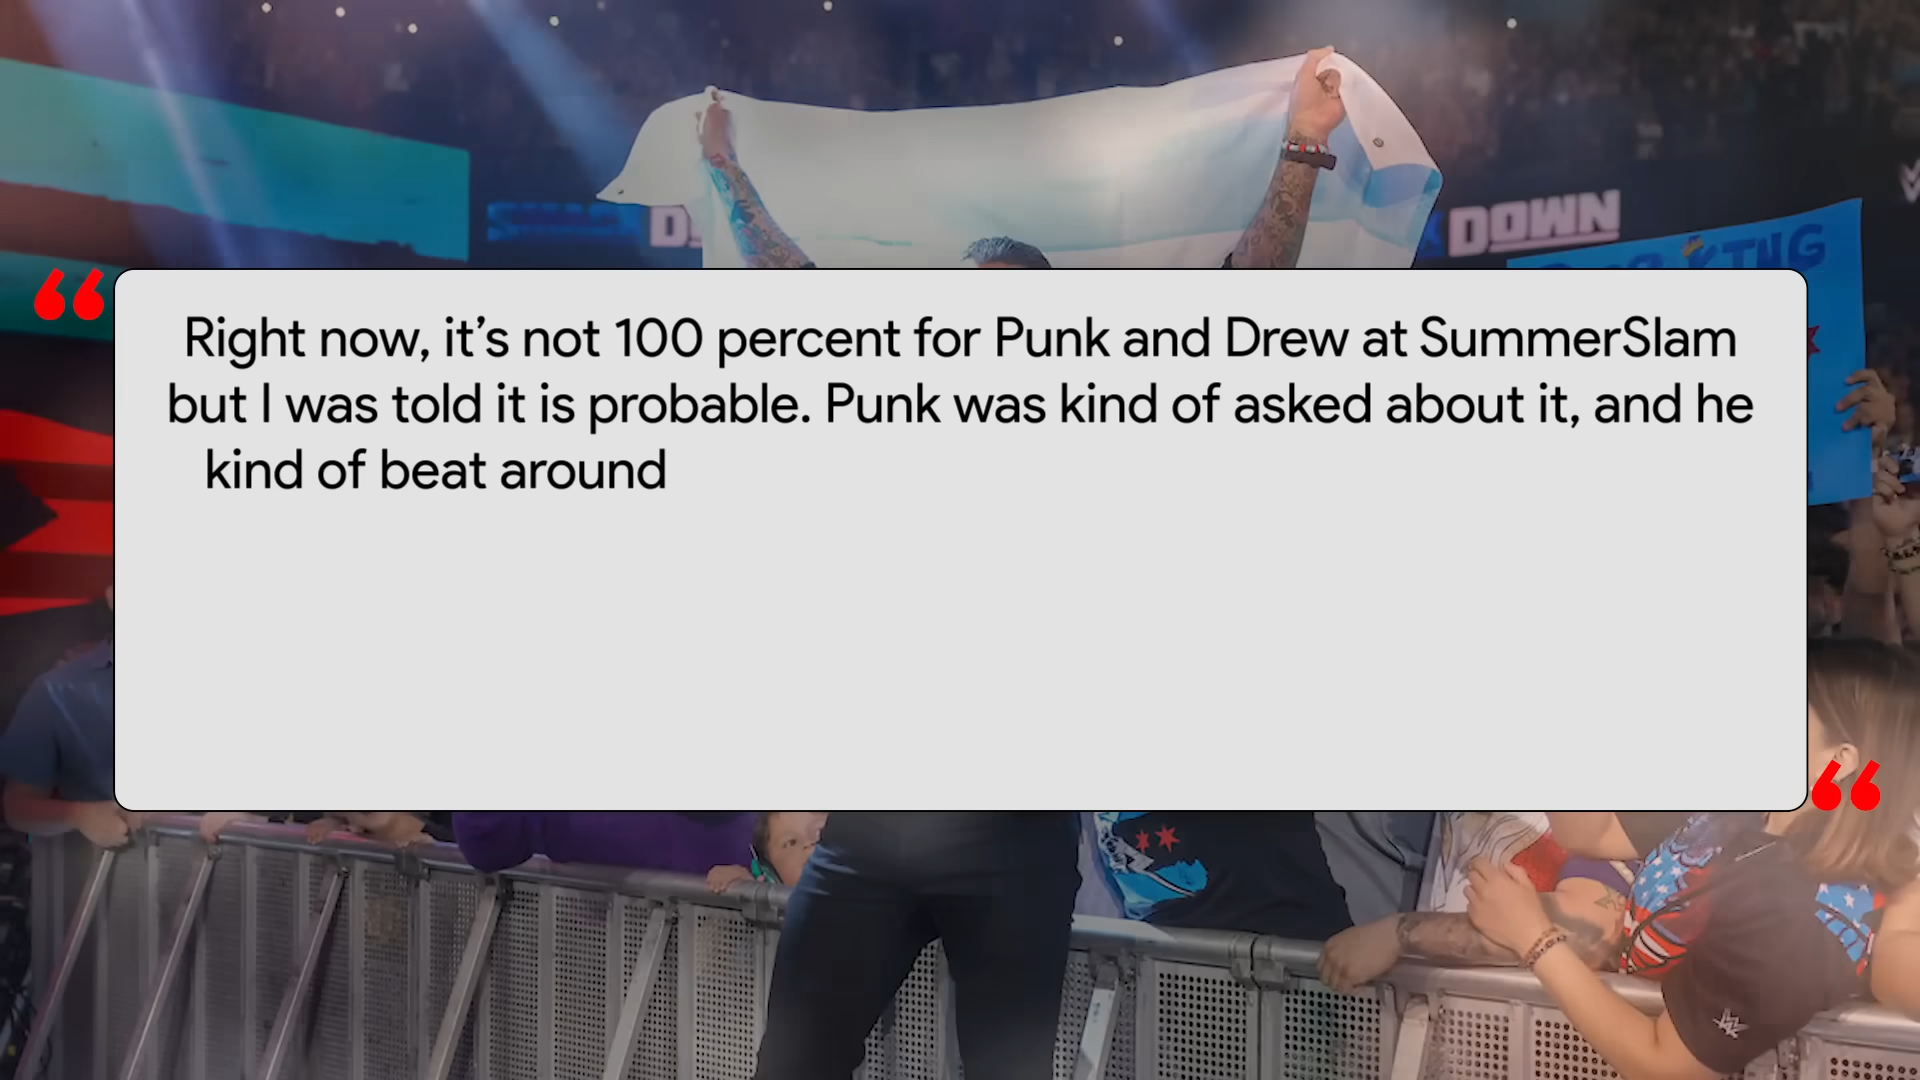 DOWN
KING
“
Right now, it’s not 100 percent for Punk and Drew at SummerSlam
but I was told it is probable. Punk was kind of asked about it, and he
kind of beat around
“